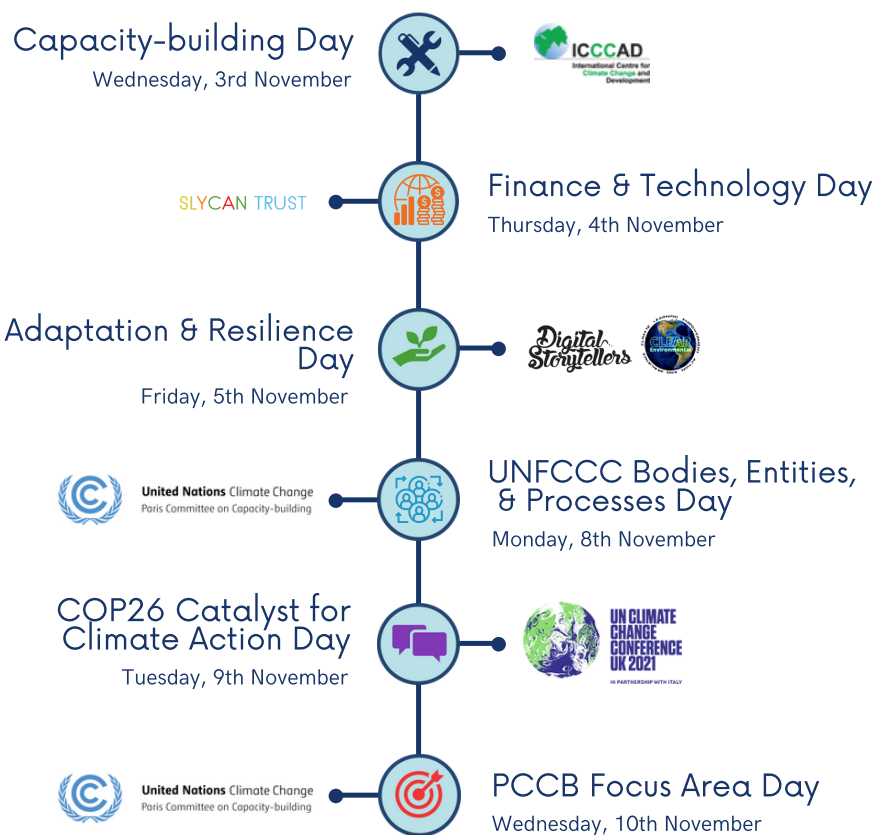 Capacity-building Day
Wednesday, 3rd November
ICCCAD
International Centre for
Climate Change and
Development
SLYCAN TRUST
Finance & Technology Day
Thursday, 4th November
Adaptation & Resilience
Day
Friday, 5th November
Digital
Storytellers
CLEAR
Environmental
United Nations Climate Change
Paris Committee on Capacity-building
UNFCCC Bodies, Entities,
& Processes Day
Monday, 8th November
COP26 Catalyst for
Climate Action Day
Tuesday, 9th November
UN CLIMATE
CHANGE
CONFERENCE
UK 2021
IN PARTNERSHIP WITH ITALY
United Nations Climate Change
Paris Committee on Capacity-building
PCCB Focus Area Day
Wednesday, 10th November